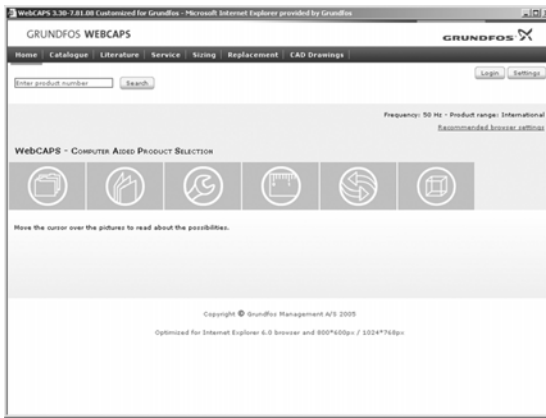 WebCAPS 3.30-7.01.00 Customized for Grundfos - Microsoft Internet Explorer provided by Grundfos
GRUNDFOS WEBCAPS
GRUNDFOS
Home Catalogue Literature Service Sizing Replacement CAD Drawings
Login Settings
Enter product number Search
Frequency: 50 Hz - Product range: International
Recommended browser settings
WebCAPS - Computer Aided Product Selection
Move the cursor over the pictures to read about the possibilities.
Copyright © Grundfos Management A/S 2005
Optimized for Internet Explorer 6.0 browser and 800*600px / 1024*768px